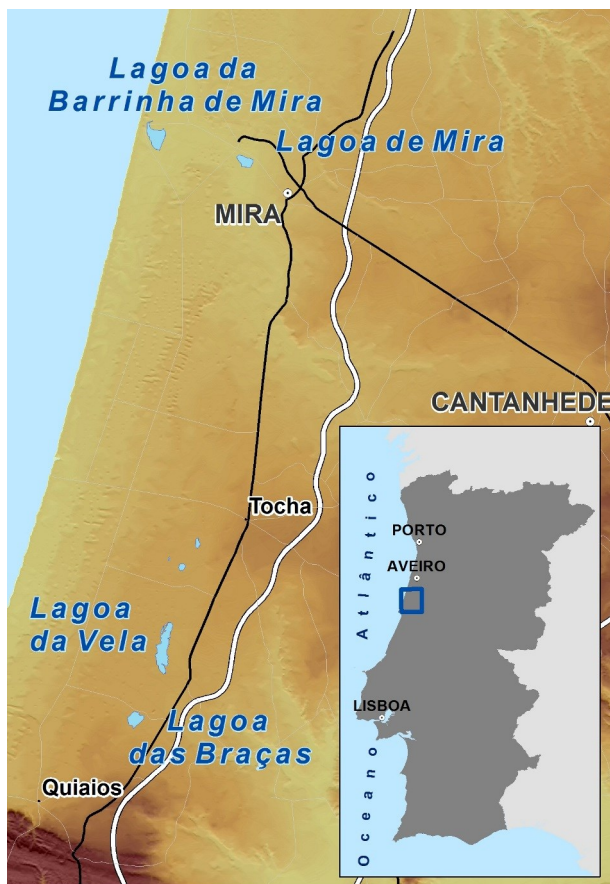 Lagoa da
Barrinha de Mira
Lagoa de Mira
MIRA
CANTANHEDE
Tocha
Lagoa
da Vela
Lagoa
das Braças
Quiaios
PORTO
AVEIRO
LISBOA
Oceano Atlântico